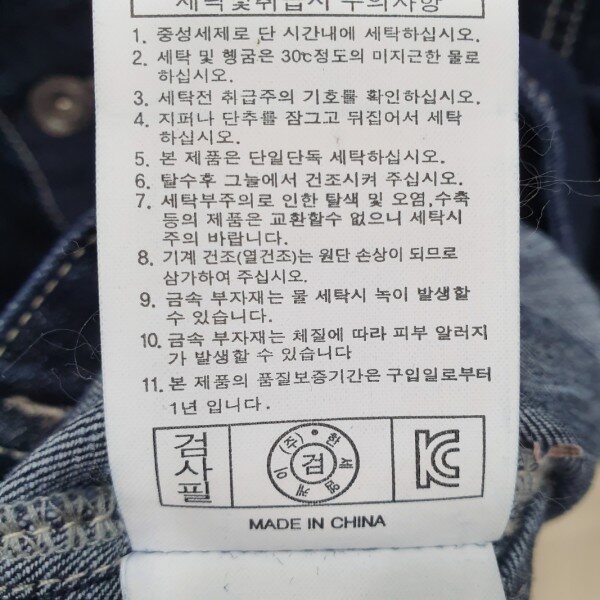 세탁 및 취급시 주의사항
1. 중성세제로 단 시간내에 세탁하십시오.
2. 세탁 및 헹굼은 30℃정도의 미지근한 물로
하십시오.
3. 세탁전 취급주의 기호를 확인하십시오.
4. 지퍼나 단추를 잠그고 뒤집어서 세탁
하십시오.
5. 본 제품은 단일단독 세탁하십시오.
6. 탈수후 그늘에서 건조시켜 주십시오.
7. 세탁부주의로 인한 탈색 및 오염,수축
등의 제품은 교환할수 없으니 세탁시
주의 바랍니다.
8. 기계 건조(열건조)는 원단 손상이 되므로
삼가하여 주십시오.
9. 금속 부자재는 물 세탁시 녹이 발생할
수 있습니다.
10. 금속 부자재는 체질에 따라 피부 알러지
가 발생할 수 있습니다
11. 본 제품의 품질보증기간은 구입일로부터
1년 입니다.
검사필
(주)한
검
MADE IN CHINA